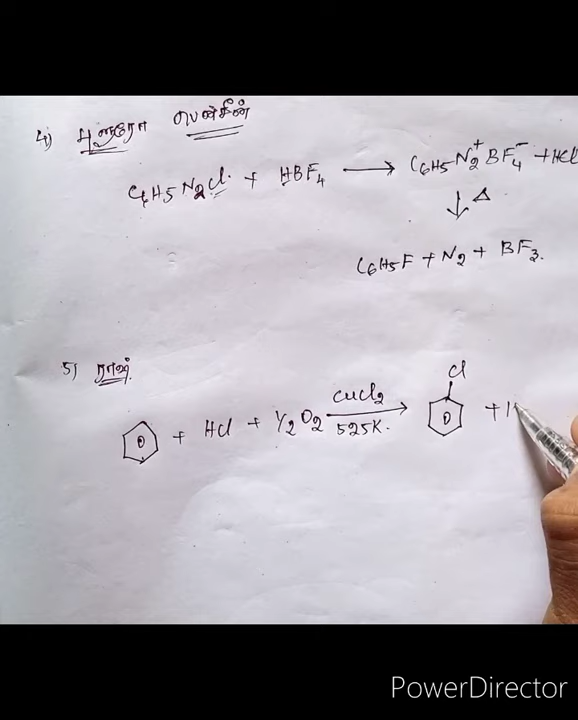 4) புளூரோ பென்சீன்
C6H5N2Cl + HBF4 ⟶ C6H5N2+BF4− + HCl
↓ Δ
C6H5F + N2 + BF3.
5) ராஷ்
Cl
CuCl2
+ HCl + ½O2 ⟶ +
525K.
PowerDirector